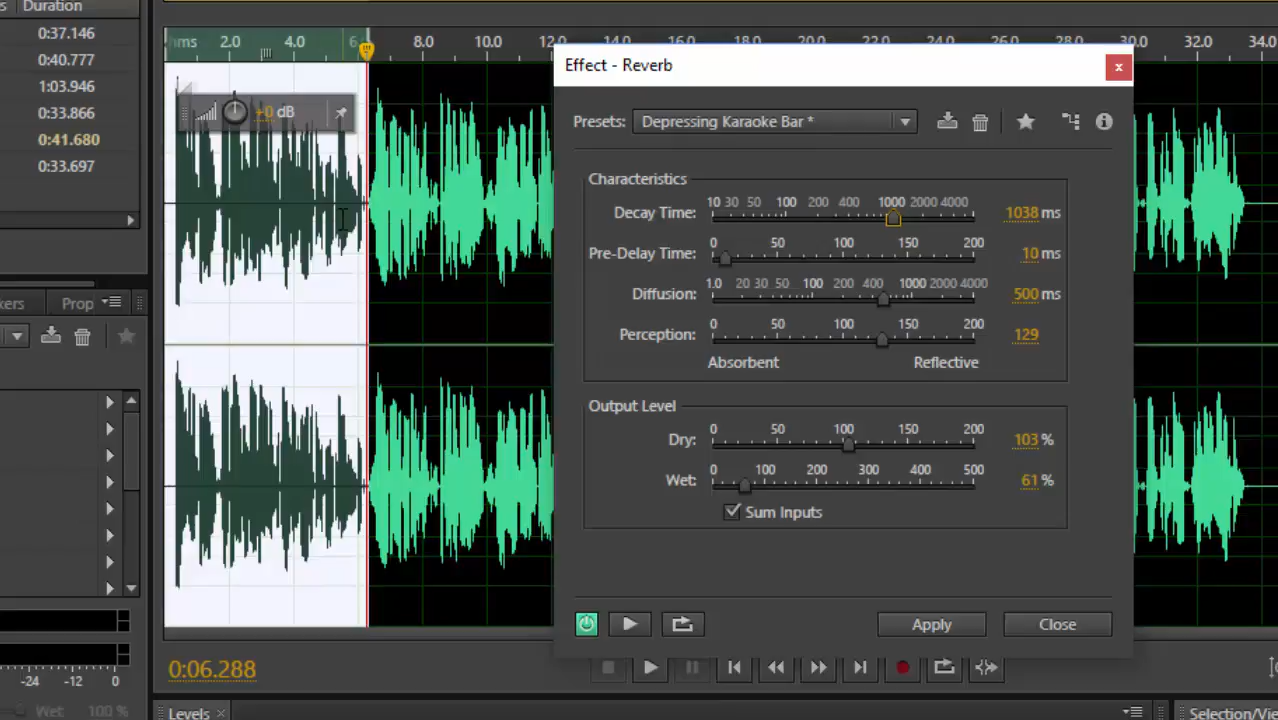 s Duration
0:37.146
0:40.777
1:03.946
0:33.866
0:41.680
0:33.697
kers Prop
hms 2.0 4.0 6 8.0 10.0 12.0 14.0 16.0 18.0 20.0 22.0 24.0 26.0 28.0 30.0 32.0 34.0
+0 dB
Effect - Reverb
x
Presets: Depressing Karaoke Bar *
Characteristics
10 30 50 100 200 400 1000 2000 4000
Decay Time: 1038 ms
0 50 100 150 200
Pre-Delay Time: 10 ms
1.0 20 30 50 100 200 400 1000 2000 4000
Diffusion: 500 ms
0 50 100 150 200
Perception: 129
Absorbent Reflective
Output Level
0 50 100 150 200
Dry: 103 %
0 100 200 300 400 500
Wet: 61 %
Sum Inputs
Apply Close
0:06.288
-24 -12 0
Wet: 100 %
Levels x
Selection/Vie